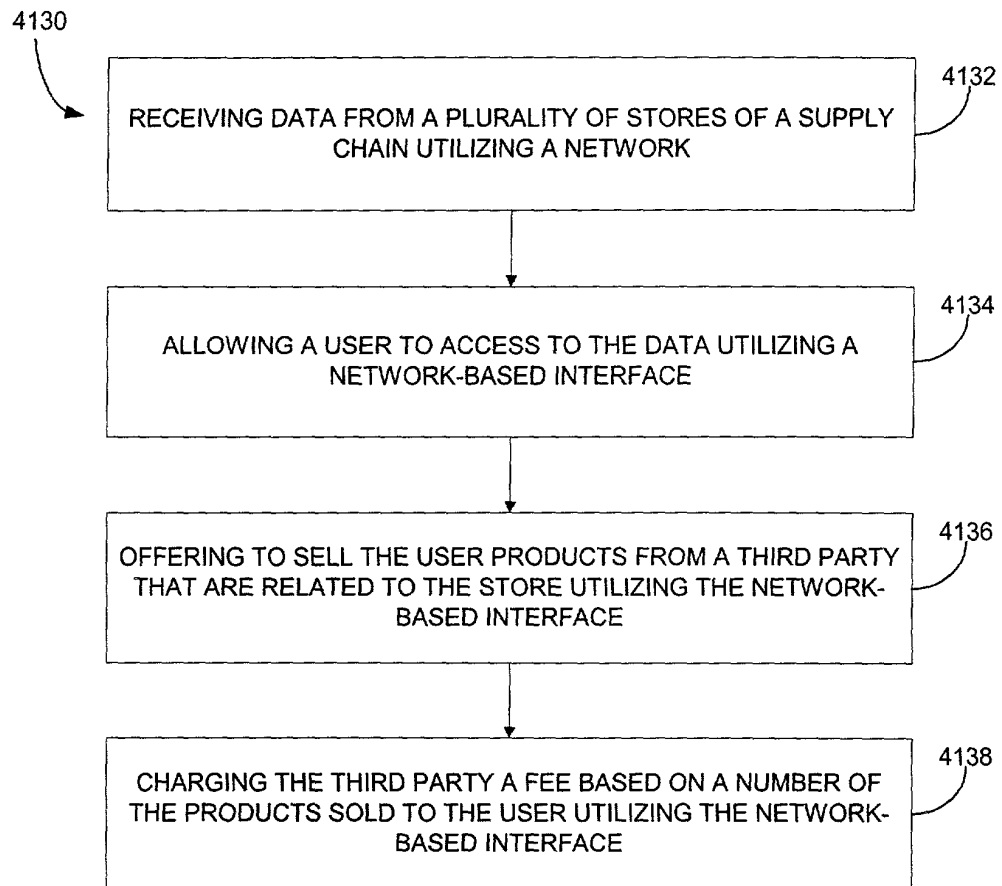 4130
4132
RECEIVING DATA FROM A PLURALITY OF STORES OF A SUPPLY
CHAIN UTILIZING A NETWORK
4134
ALLOWING A USER TO ACCESS TO THE DATA UTILIZING A
NETWORK-BASED INTERFACE
4136
OFFERING TO SELL THE USER PRODUCTS FROM A THIRD PARTY
THAT ARE RELATED TO THE STORE UTILIZING THE NETWORK-
BASED INTERFACE
4138
CHARGING THE THIRD PARTY A FEE BASED ON A NUMBER OF
THE PRODUCTS SOLD TO THE USER UTILIZING THE NETWORK-
BASED INTERFACE